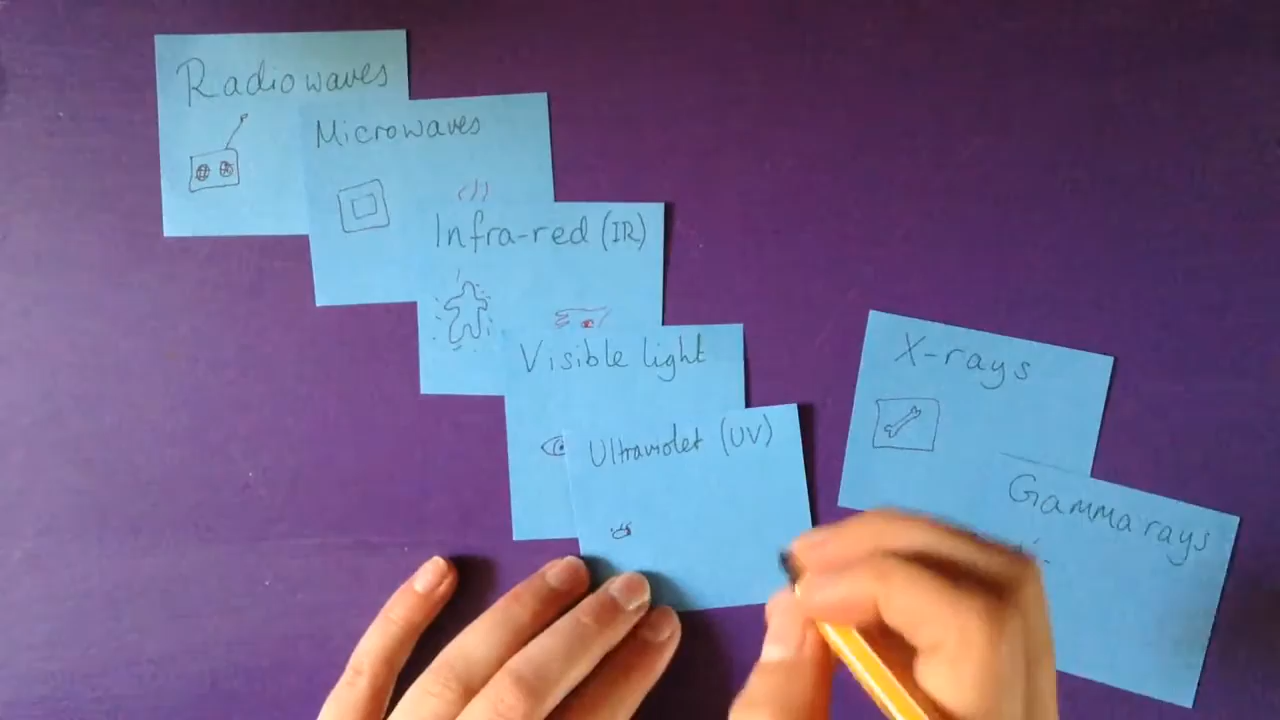 Radiowaves
Microwaves
Infra-red (IR)
Visible light
Ultraviolet (UV)
X-rays
Gamma rays